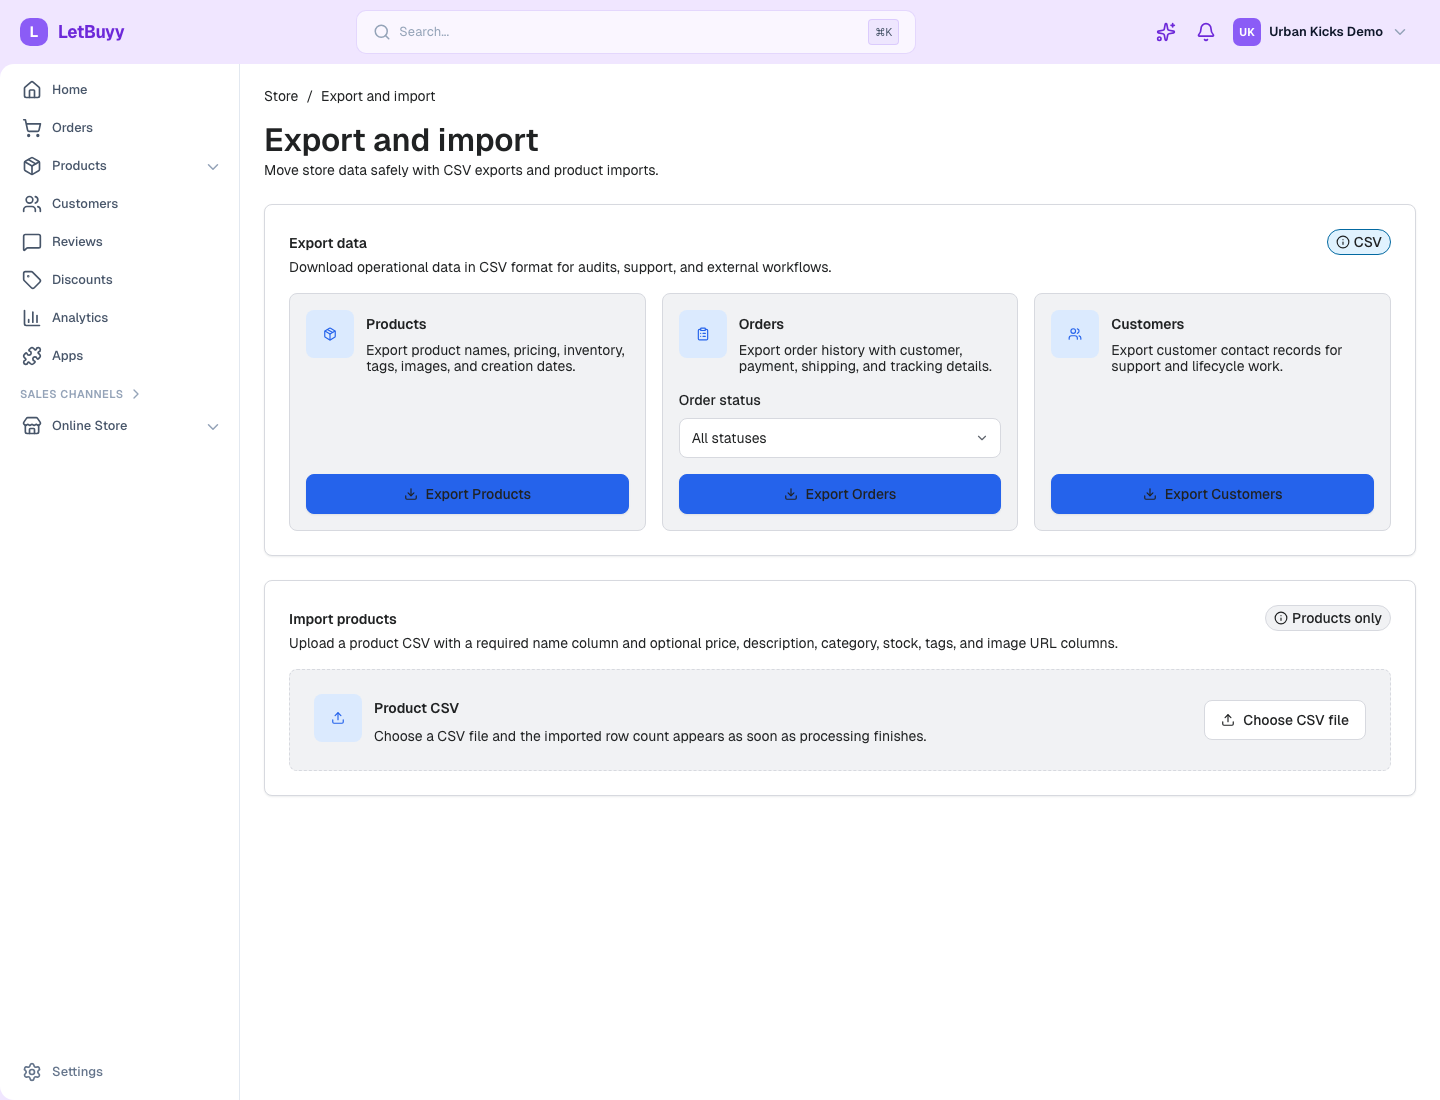 L LetBuyy
Search...
⌘K
UK Urban Kicks Demo
Home
Orders
Products
Customers
Reviews
Discounts
Analytics
Apps
SALES CHANNELS
Online Store
Settings
Store / Export and import
Export and import
Move store data safely with CSV exports and product imports.
Export data
CSV
Download operational data in CSV format for audits, support, and external workflows.
Products
Export product names, pricing, inventory,
tags, images, and creation dates.
Export Products
Orders
Export order history with customer,
payment, shipping, and tracking details.
Order status
All statuses
Export Orders
Customers
Export customer contact records for
support and lifecycle work.
Export Customers
Import products
Products only
Upload a product CSV with a required name column and optional price, description, category, stock, tags, and image URL columns.
Product CSV
Choose a CSV file and the imported row count appears as soon as processing finishes.
Choose CSV file